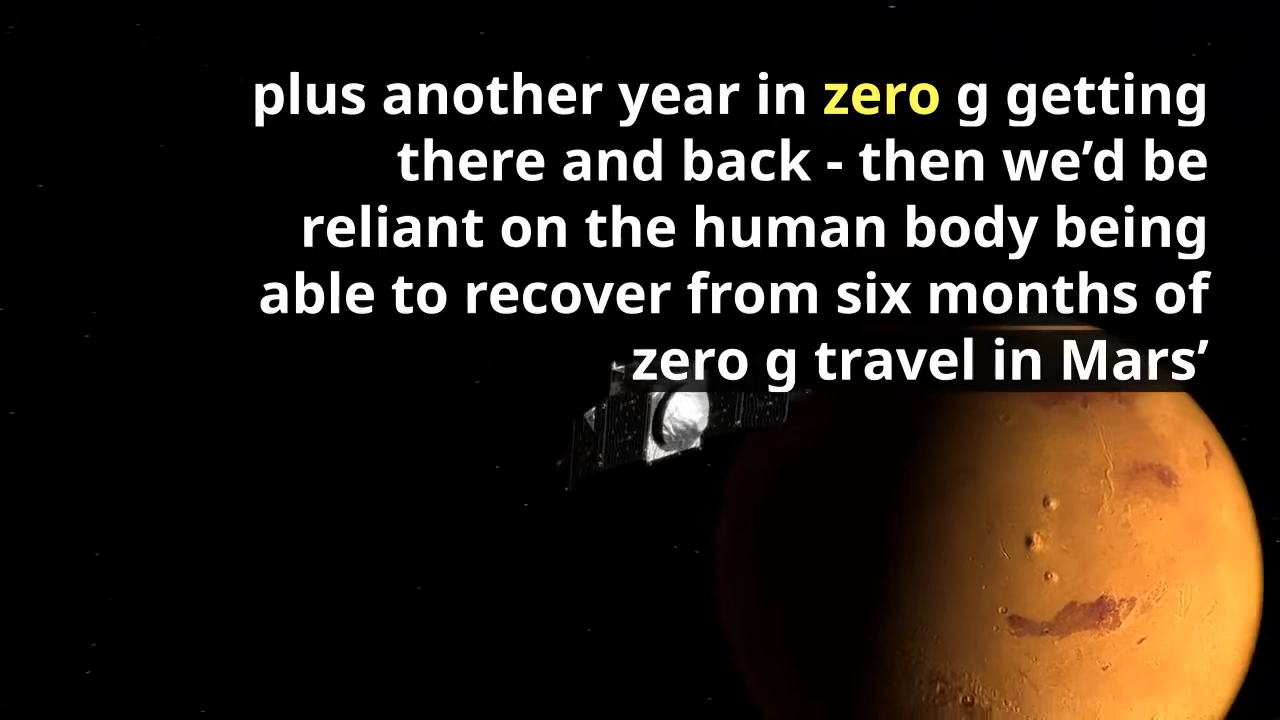 plus another year in zero g getting
there and back - then we’d be
reliant on the human body being
able to recover from six months of
zero g travel in Mars’